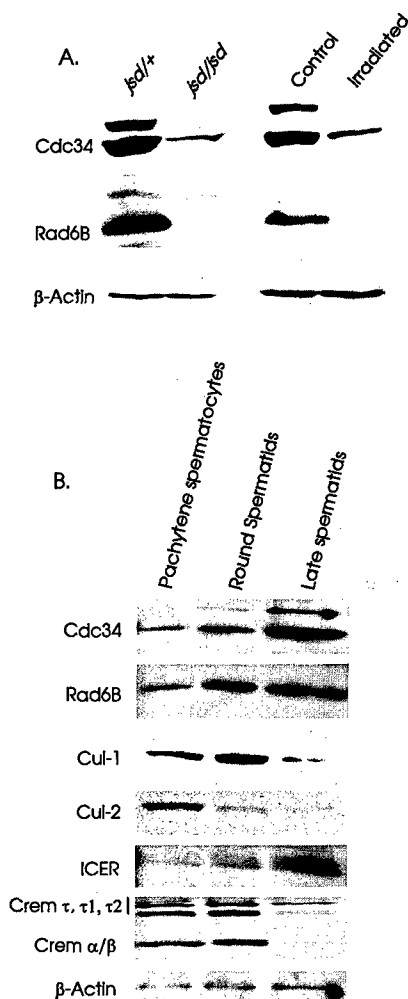 A.
jsd/+
jsd/jsd
Control
Irradiated
Cdc34
Rad6B
β-Actin
B.
Pachytene spermatocytes
Round Spermatids
Late spermatids
Cdc34
Rad6B
Cul-1
Cul-2
ICER
Crem τ, τ1, τ2|
Crem α/β
β-Actin